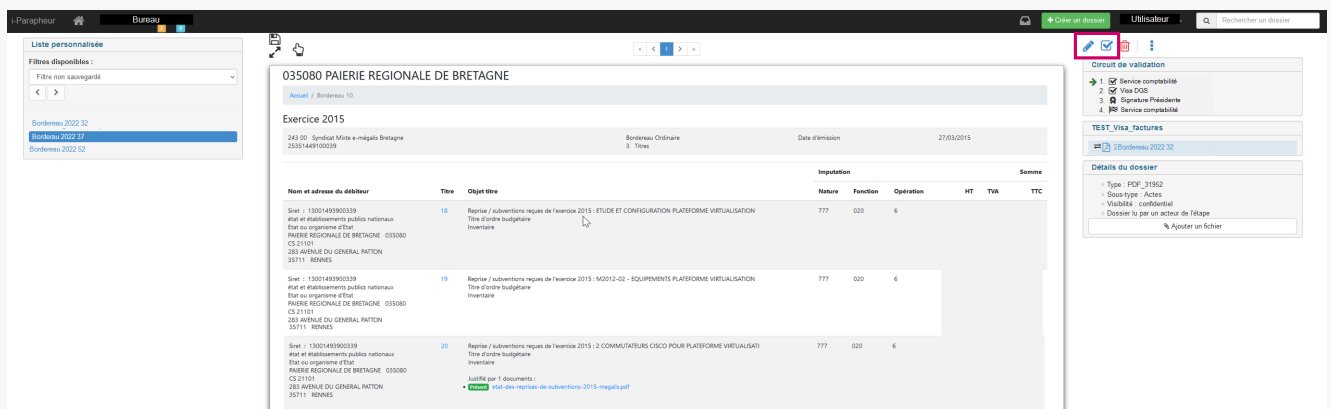 i-Parapheur
Bureau
Créer un dossier
Utilisateur
Rechercher un dossier
Liste personnalisée
Filtres disponibles :
Filtre non sauvegardé
Bordereau 2022 32
Bordereau 2022 37
Bordereau 2022 52
« < 1 > »
035080 PAIERIE REGIONALE DE BRETAGNE
Accueil / Bordereau 10
Exercice 2015
243 00 Syndicat Mixte e-mégalis Bretagne
25351449100039
Bordereau Ordinaire
3 Titres
Date d'émission 27/03/2015
Imputation Somme
Nom et adresse du débiteur Titre Objet titre Nature Fonction Opération HT TVA TTC
Siret : 13001493900339 18 Reprise / subventions reçues de l'exercice 2015 : ETUDE ET CONFIGURATION PLATEFORME VIRTUALISATION 777 020 6
état et établissements publics nationaux Titre d'ordre budgétaire
Etat ou organisme d'Etat Inventaire
PAIERIE REGIONALE DE BRETAGNE 035080
CS 21101
283 AVENUE DU GENERAL PATTON
35711 RENNES
Siret : 13001493900339 19 Reprise / subventions reçues de l'exercice 2015 : M2012-02 - EQUIPEMENTS PLATEFORME VIRTUALISATION 777 020 6
état et établissements publics nationaux Titre d'ordre budgétaire
Etat ou organisme d'Etat Inventaire
PAIERIE REGIONALE DE BRETAGNE 035080
CS 21101
283 AVENUE DU GENERAL PATTON
35711 RENNES
Siret : 13001493900339 20 Reprise / subventions reçues de l'exercice 2015 : 2 COMMUTATEURS CISCO POUR PLATEFORME VIRTUALISATI 777 020 6
état et établissements publics nationaux Titre d'ordre budgétaire
Etat ou organisme d'Etat Inventaire
PAIERIE REGIONALE DE BRETAGNE 035080
CS 21101 Justifié par 1 documents :
283 AVENUE DU GENERAL PATTON Présent etat-des-reprises-de-subventions-2015-megalis.pdf
35711 RENNES
Circuit de validation
1. Service comptabilité
2. Visa DGS
3. Signature Présidente
4. Service comptabilité
TEST_Visa_factures
2Bordereau 2022 32
Détails du dossier
Type : PDF_31952
Sous-type : Actes
Visibilité : confidentiel
Dossier lu par un acteur de l'étape
Ajouter un fichier